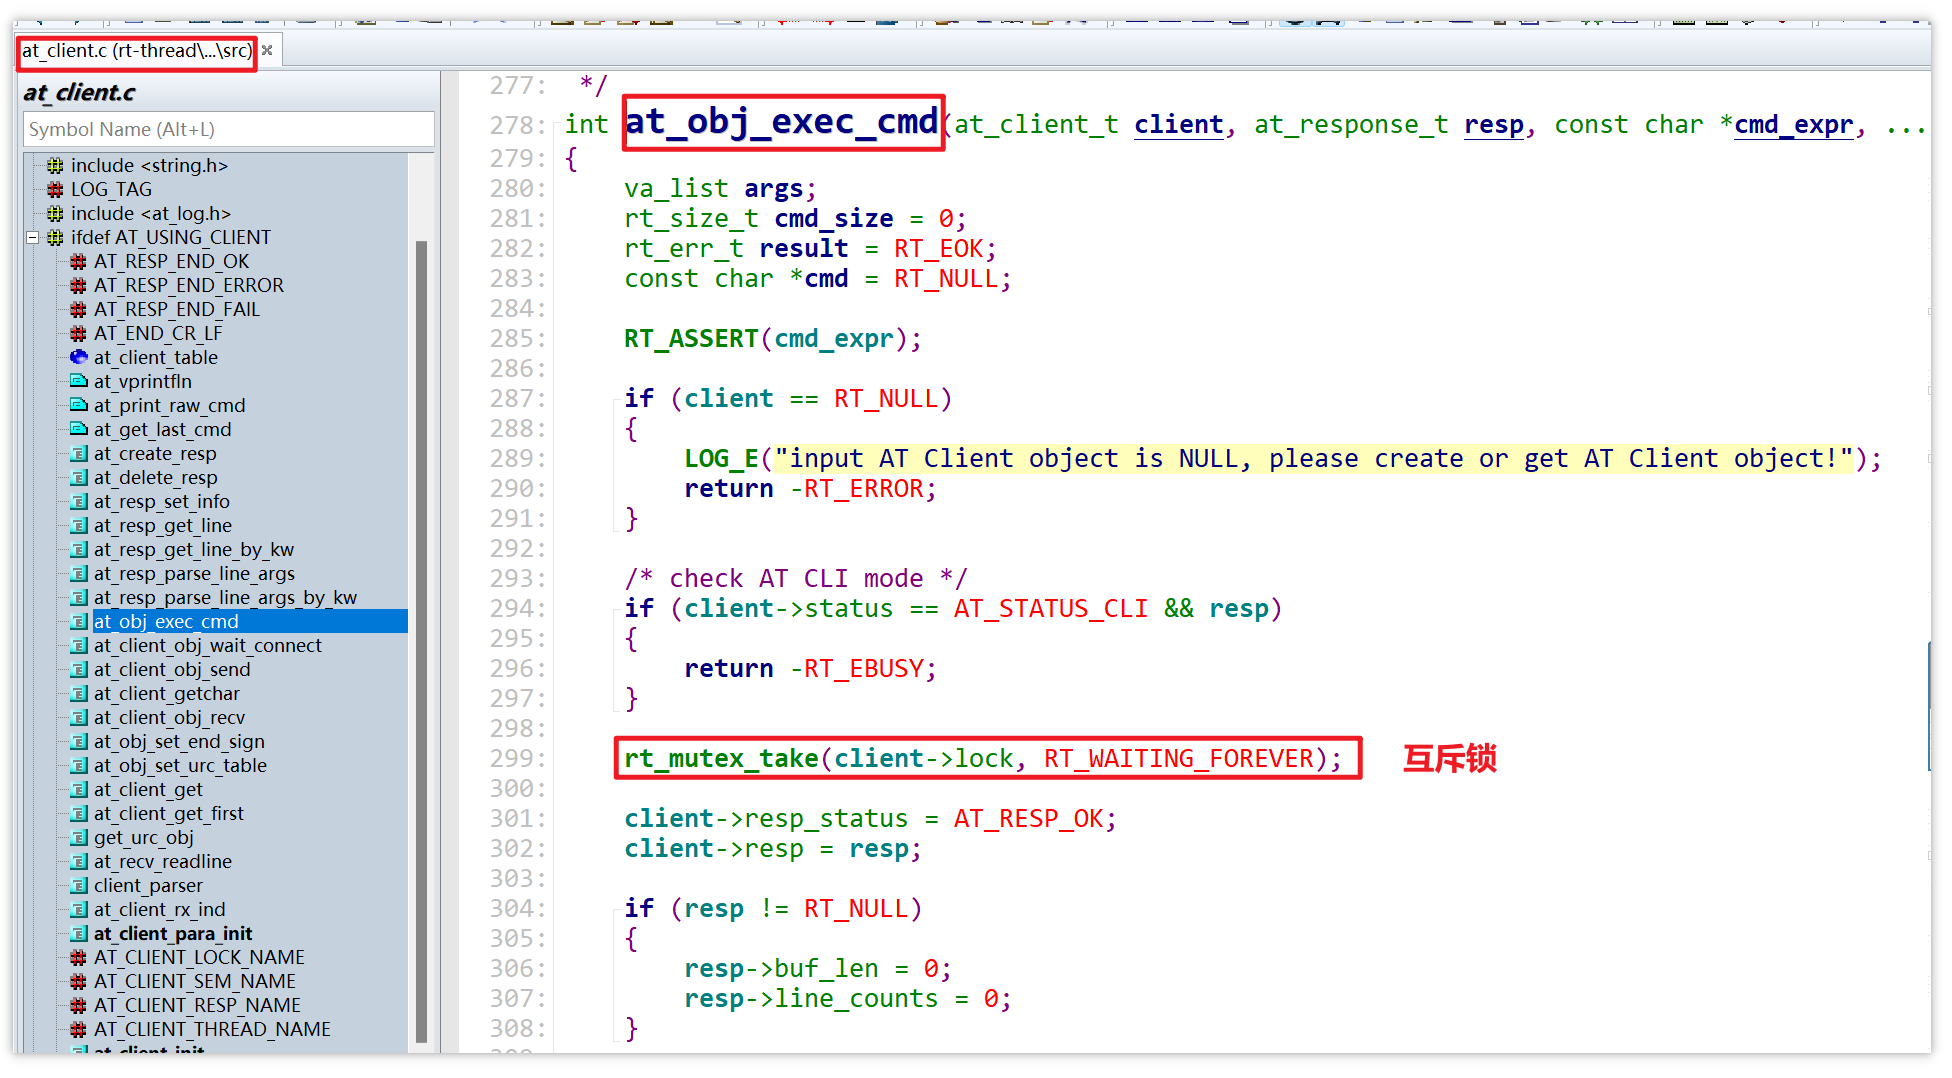 at_client.c (rt-thread\...\src)
at_client.c
Symbol Name (Alt+L)
include <string.h>
LOG_TAG
include <at_log.h>
ifdef AT_USING_CLIENT
AT_RESP_END_OK
AT_RESP_END_ERROR
AT_RESP_END_FAIL
AT_END_CR_LF
at_client_table
at_vprintfln
at_print_raw_cmd
at_get_last_cmd
at_create_resp
at_delete_resp
at_resp_set_info
at_resp_get_line
at_resp_get_line_by_kw
at_resp_parse_line_args
at_resp_parse_line_args_by_kw
at_obj_exec_cmd
at_client_obj_wait_connect
at_client_obj_send
at_client_getchar
at_client_obj_recv
at_obj_set_end_sign
at_obj_set_urc_table
at_client_get
at_client_get_first
get_urc_obj
at_recv_readline
client_parser
at_client_rx_ind
at_client_para_init
AT_CLIENT_LOCK_NAME
AT_CLIENT_SEM_NAME
AT_CLIENT_RESP_NAME
AT_CLIENT_THREAD_NAME
at_client_init
277: */
278: int at_obj_exec_cmd(at_client_t client, at_response_t resp, const char *cmd_expr, ...
279: {
280: va_list args;
281: rt_size_t cmd_size = 0;
282: rt_err_t result = RT_EOK;
283: const char *cmd = RT_NULL;
284:
285: RT_ASSERT(cmd_expr);
286:
287: if (client == RT_NULL)
288: {
289: LOG_E("input AT Client object is NULL, please create or get AT Client object!");
290: return -RT_ERROR;
291: }
292:
293: /* check AT CLI mode */
294: if (client->status == AT_STATUS_CLI && resp)
295: {
296: return -RT_EBUSY;
297: }
298:
299: rt_mutex_take(client->lock, RT_WAITING_FOREVER); 互斥锁
300:
301: client->resp_status = AT_RESP_OK;
302: client->resp = resp;
303:
304: if (resp != RT_NULL)
305: {
306: resp->buf_len = 0;
307: resp->line_counts = 0;
308: }
309: